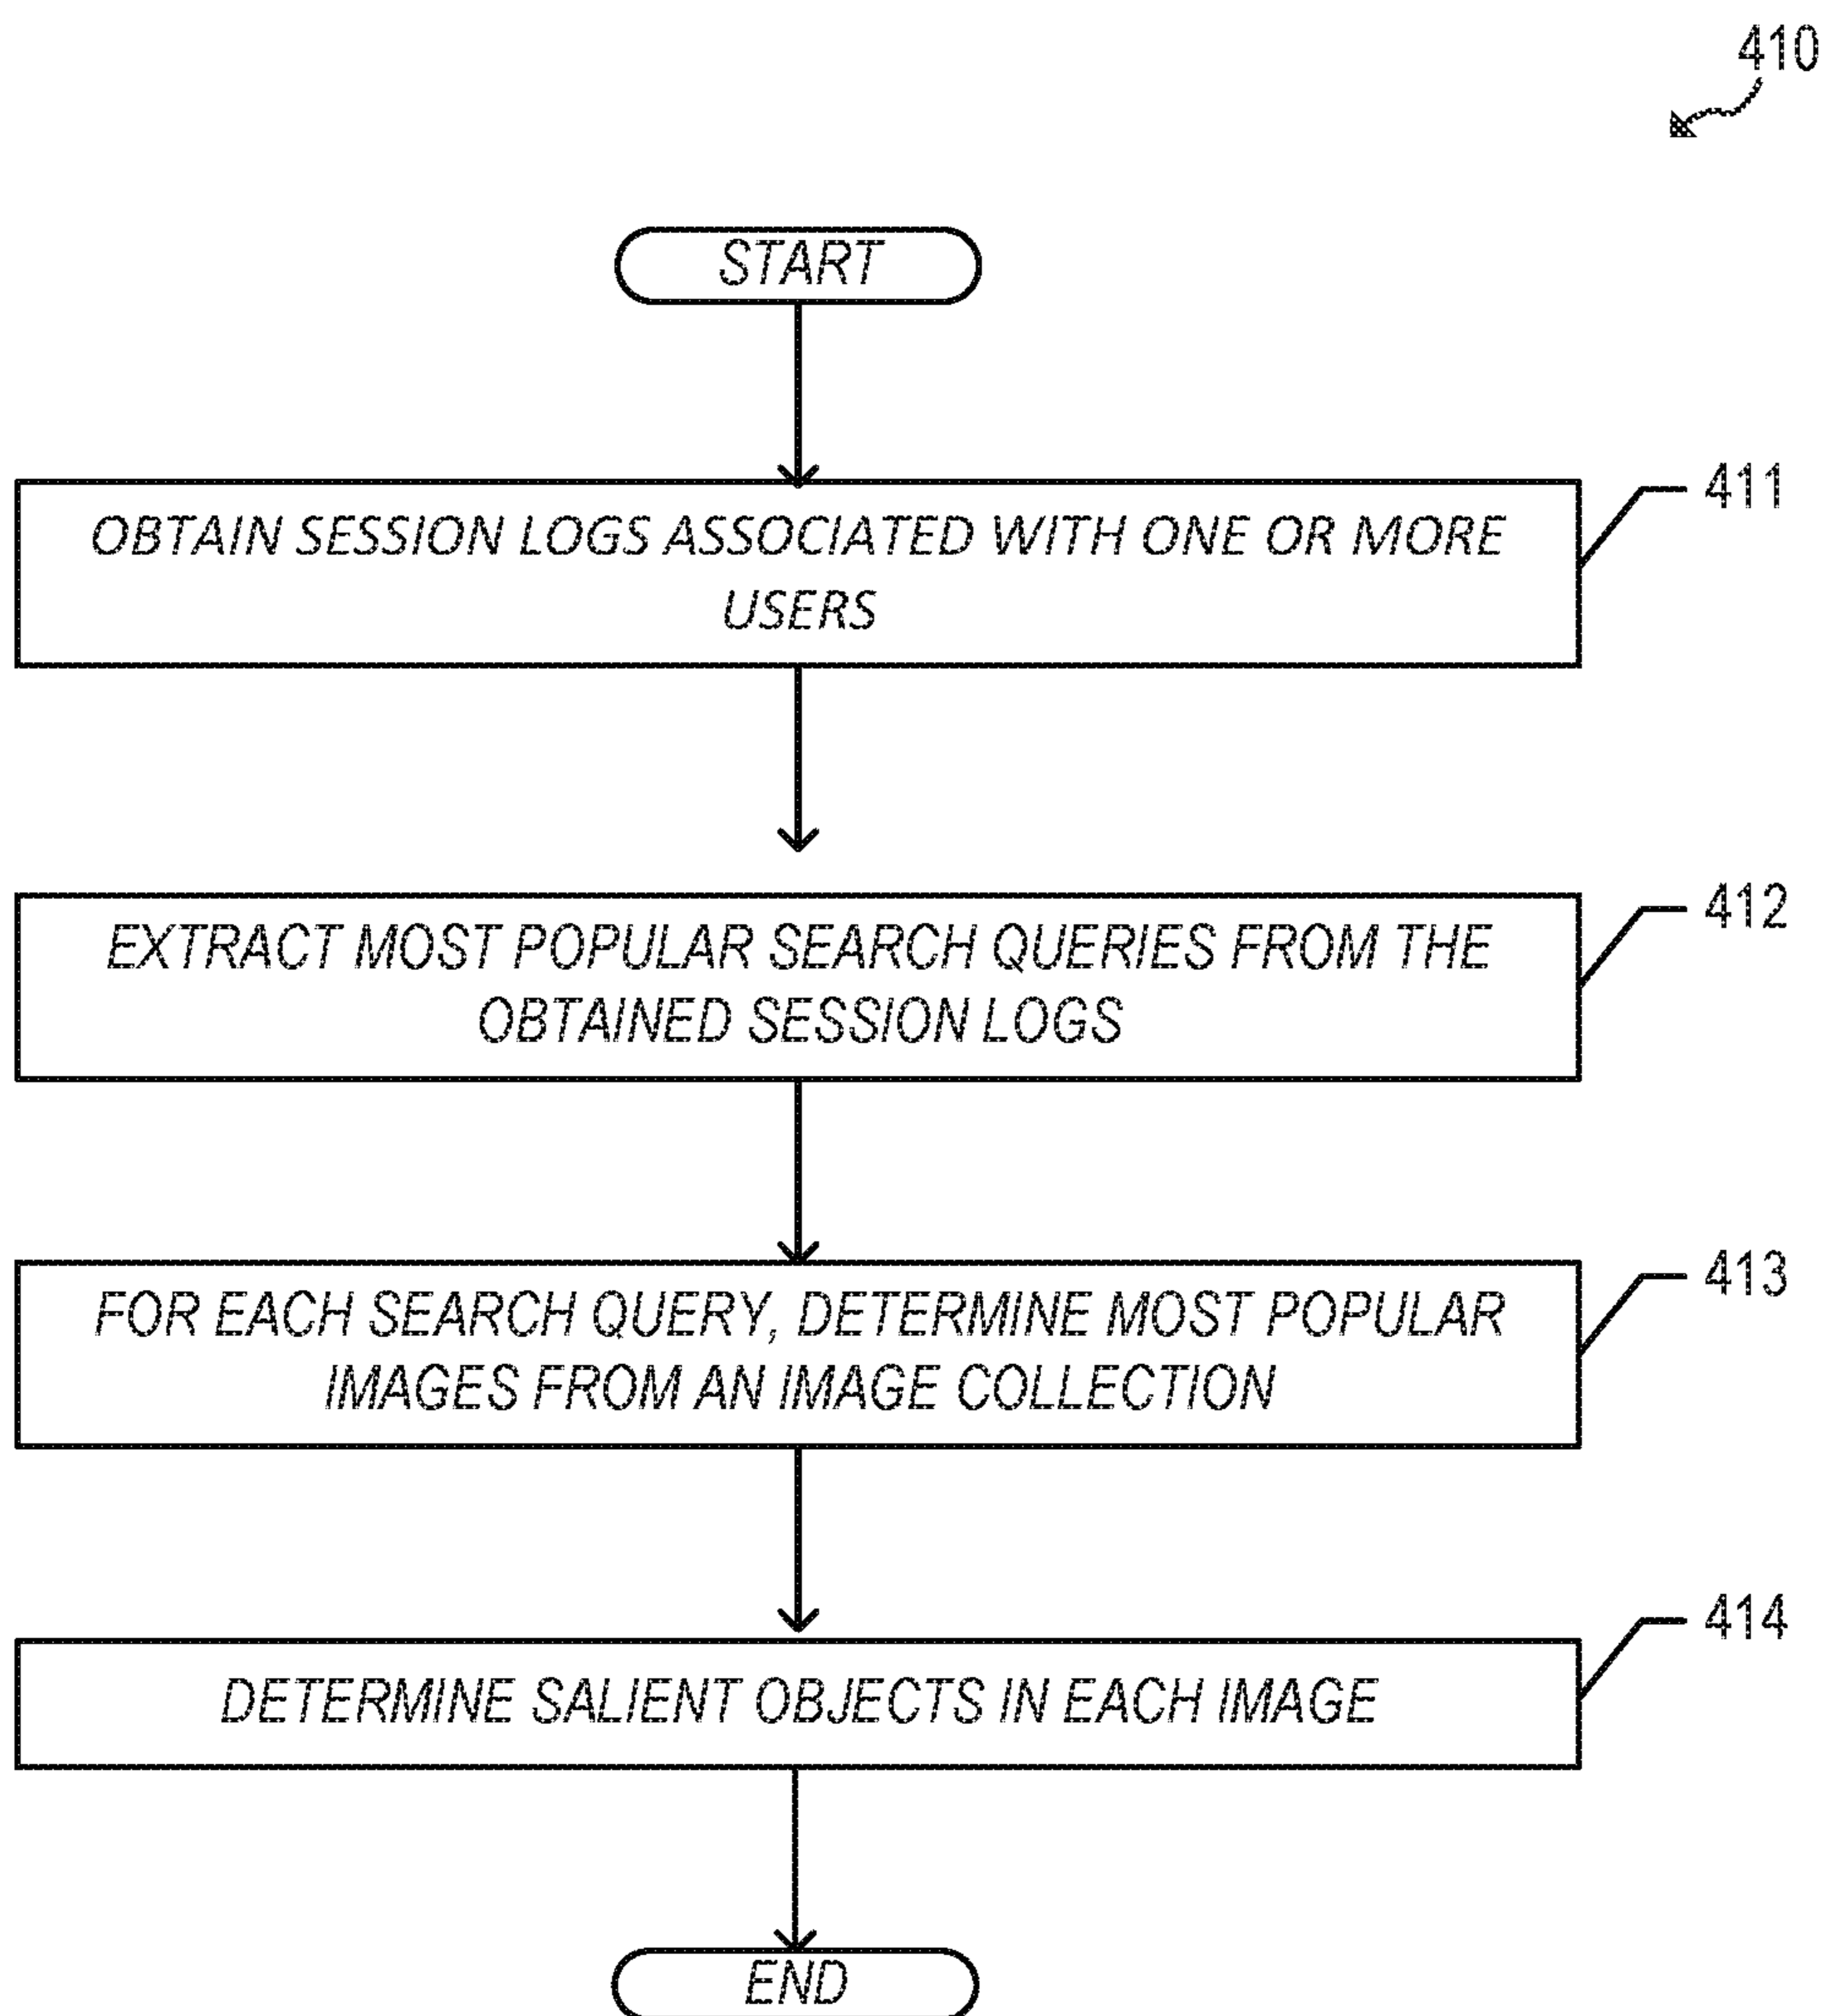 410
START
OBTAIN SESSION LOGS ASSOCIATED WITH ONE OR MORE
USERS
411
EXTRACT MOST POPULAR SEARCH QUERIES FROM THE
OBTAINED SESSION LOGS
412
FOR EACH SEARCH QUERY, DETERMINE MOST POPULAR
IMAGES FROM AN IMAGE COLLECTION
413
DETERMINE SALIENT OBJECTS IN EACH IMAGE
414
END